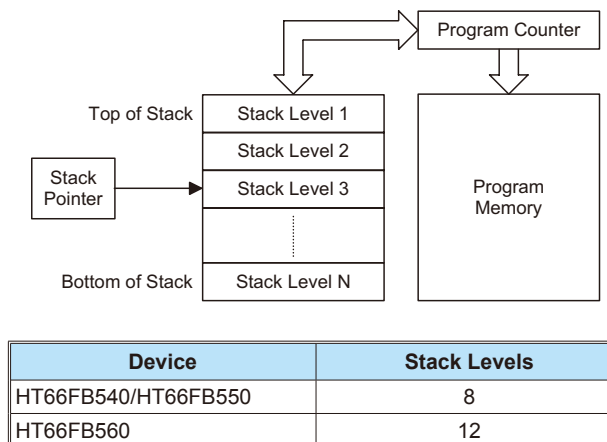 Program Counter
Top of Stack
Stack Level 1
Stack Level 2
Stack Pointer
Stack Level 3
Program Memory
Bottom of Stack
Stack Level N
Device Stack Levels
HT66FB540/HT66FB550 8
HT66FB560 12